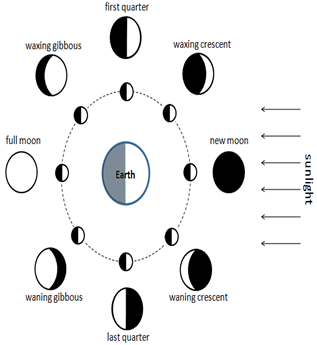 first quarter
waxing gibbous
waxing crescent
full moon
new moon
Earth
sunlight
waning gibbous
waning crescent
last quarter